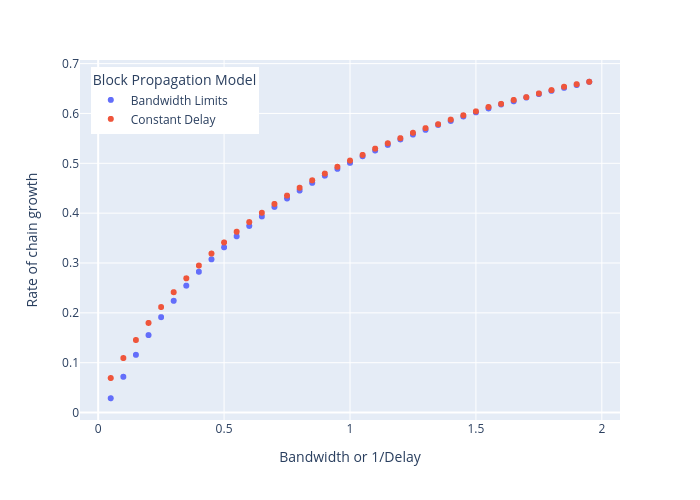 0.7
0.6
0.5
0.4
0.3
0.2
0.1
0
Rate of chain growth
Block Propagation Model
Bandwidth Limits
Constant Delay
0 0.5 1 1.5 2
Bandwidth or 1/Delay